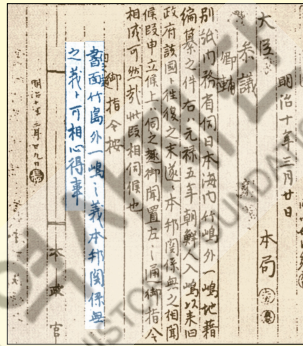 明治十年三月廿日
大臣
本局
参議
卿輔
別紙内務省伺日本海内竹嶋外一嶋地籍
編纂之件右ハ元禄五年朝鮮人入嶋以来旧
政府該国ト往復之末遂ニ本邦関係無之相聞
候段申立候上ハ伺之趣御聞置左之通御指令
相成可然哉此段相伺候也
御指令按
書面竹島外一嶋之義本邦関係無
之義ト可相心得事
明治十年三月廿九日